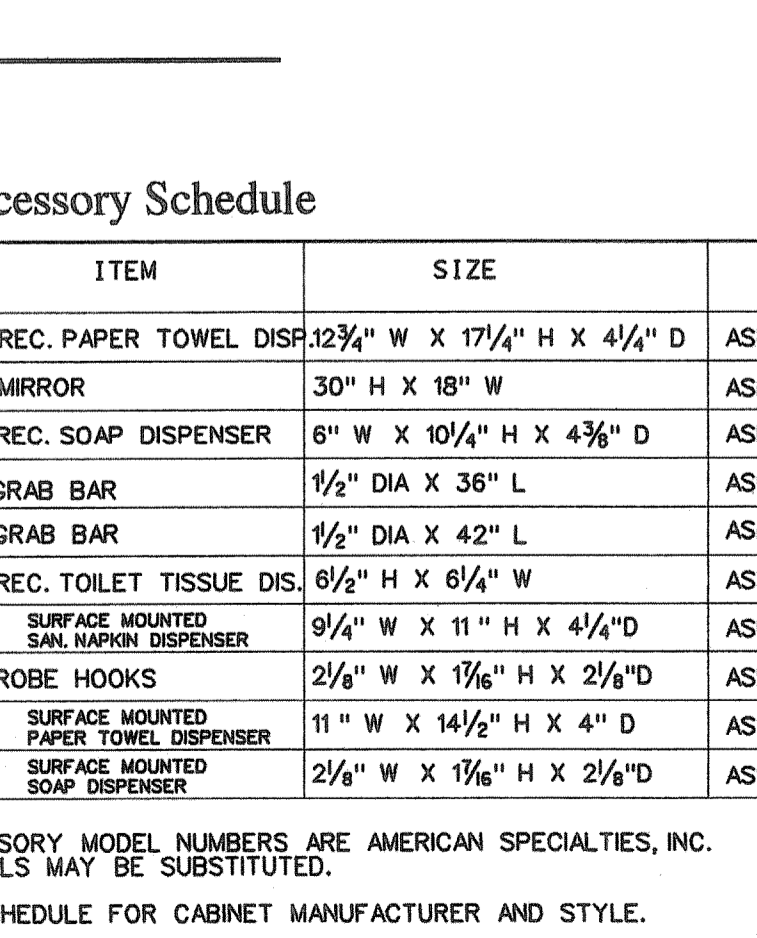 cessory Schedule
ITEM SIZE
REC. PAPER TOWEL DISP. 12¾" W X 17¼" H X 4¼" D AS
MIRROR 30" H X 18" W AS
REC. SOAP DISPENSER 6" W X 10¼" H X 4⅜" D AS
GRAB BAR 1½" DIA X 36" L AS
GRAB BAR 1½" DIA X 42" L AS
REC. TOILET TISSUE DIS. 6½" H X 6¼" W AS
SURFACE MOUNTED
SAN. NAPKIN DISPENSER 9¼" W X 11" H X 4¼"D AS
ROBE HOOKS 2⅛" W X 1 7/16" H X 2⅛"D AS
SURFACE MOUNTED
PAPER TOWEL DISPENSER 11" W X 14½" H X 4" D AS
SURFACE MOUNTED
SOAP DISPENSER 2⅛" W X 1 7/16" H X 2⅛"D AS
SORY MODEL NUMBERS ARE AMERICAN SPECIALTIES, INC.
LS MAY BE SUBSTITUTED.
HEDULE FOR CABINET MANUFACTURER AND STYLE.